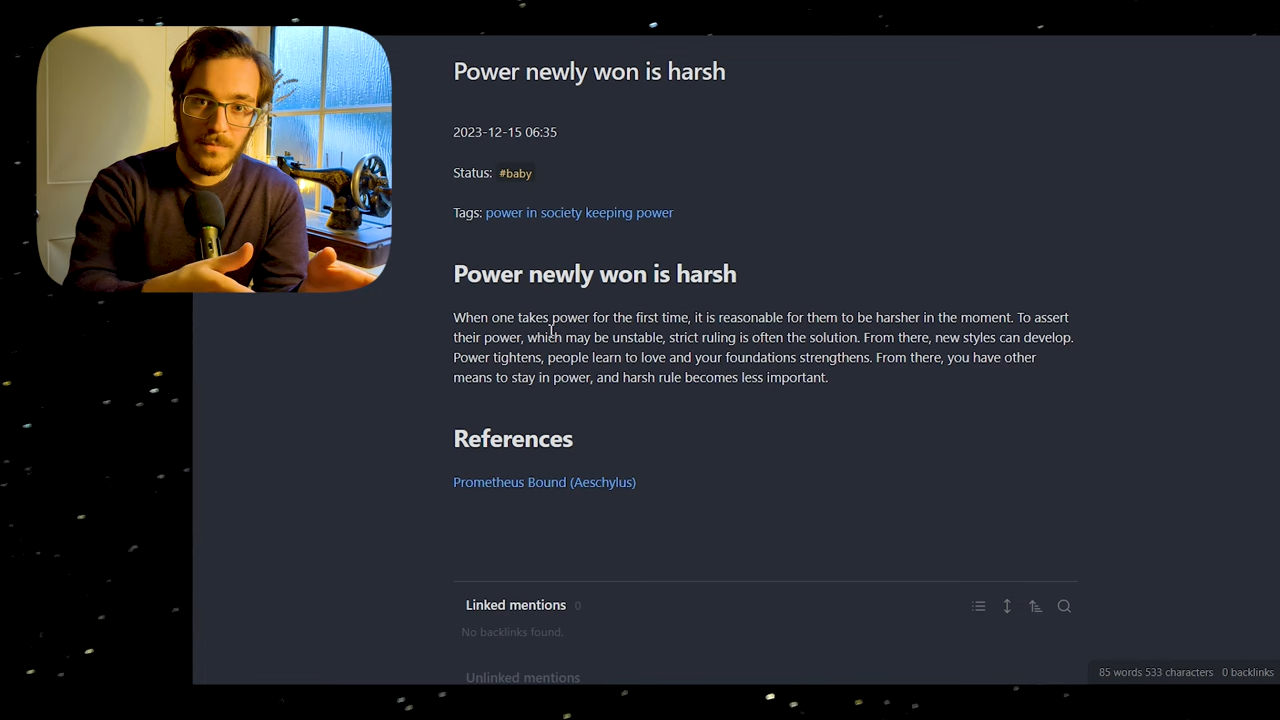 Power newly won is harsh
2023-12-15 06:35
Status: #baby
Tags: power in society keeping power
Power newly won is harsh
When one takes power for the first time, it is reasonable for them to be harsher in the moment. To assert
their power, which may be unstable, strict ruling is often the solution. From there, new styles can develop.
Power tightens, people learn to love and your foundations strengthens. From there, you have other
means to stay in power, and harsh rule becomes less important.
References
Prometheus Bound (Aeschylus)
Linked mentions 0
No backlinks found.
Unlinked mentions
85 words 533 characters 0 backlinks